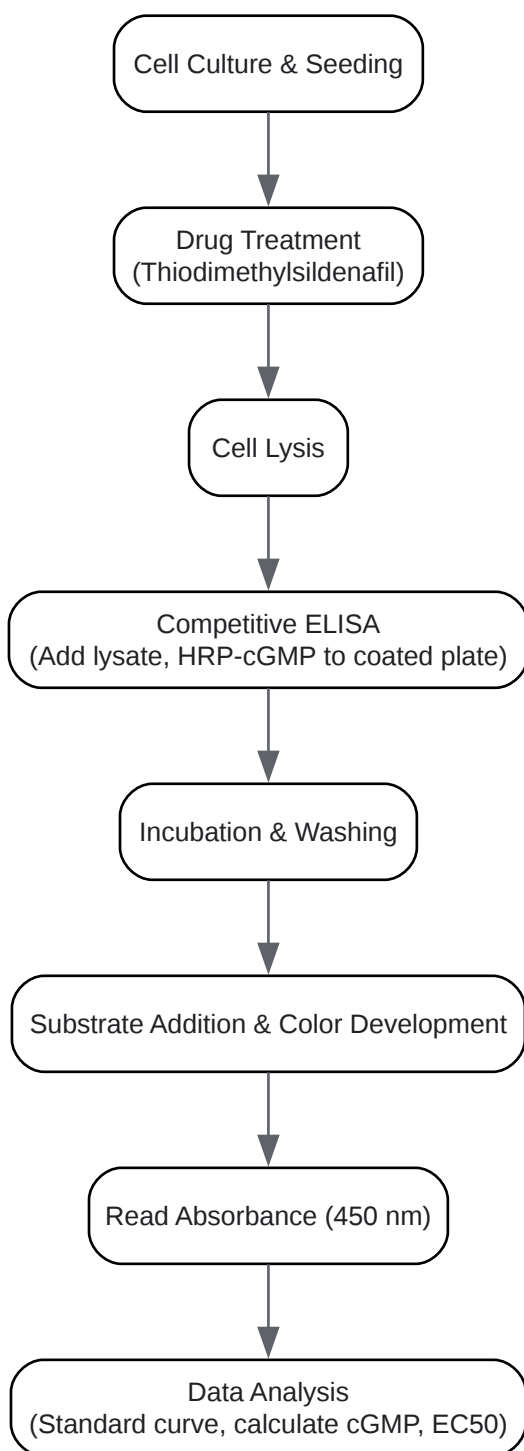 Cell Culture & Seeding
Drug Treatment
(Thiodimethylsildenafil)
Cell Lysis
Competitive ELISA
(Add lysate, HRP-cGMP to coated plate)
Incubation & Washing
Substrate Addition & Color Development
Read Absorbance (450 nm)
Data Analysis
(Standard curve, calculate cGMP, EC50)